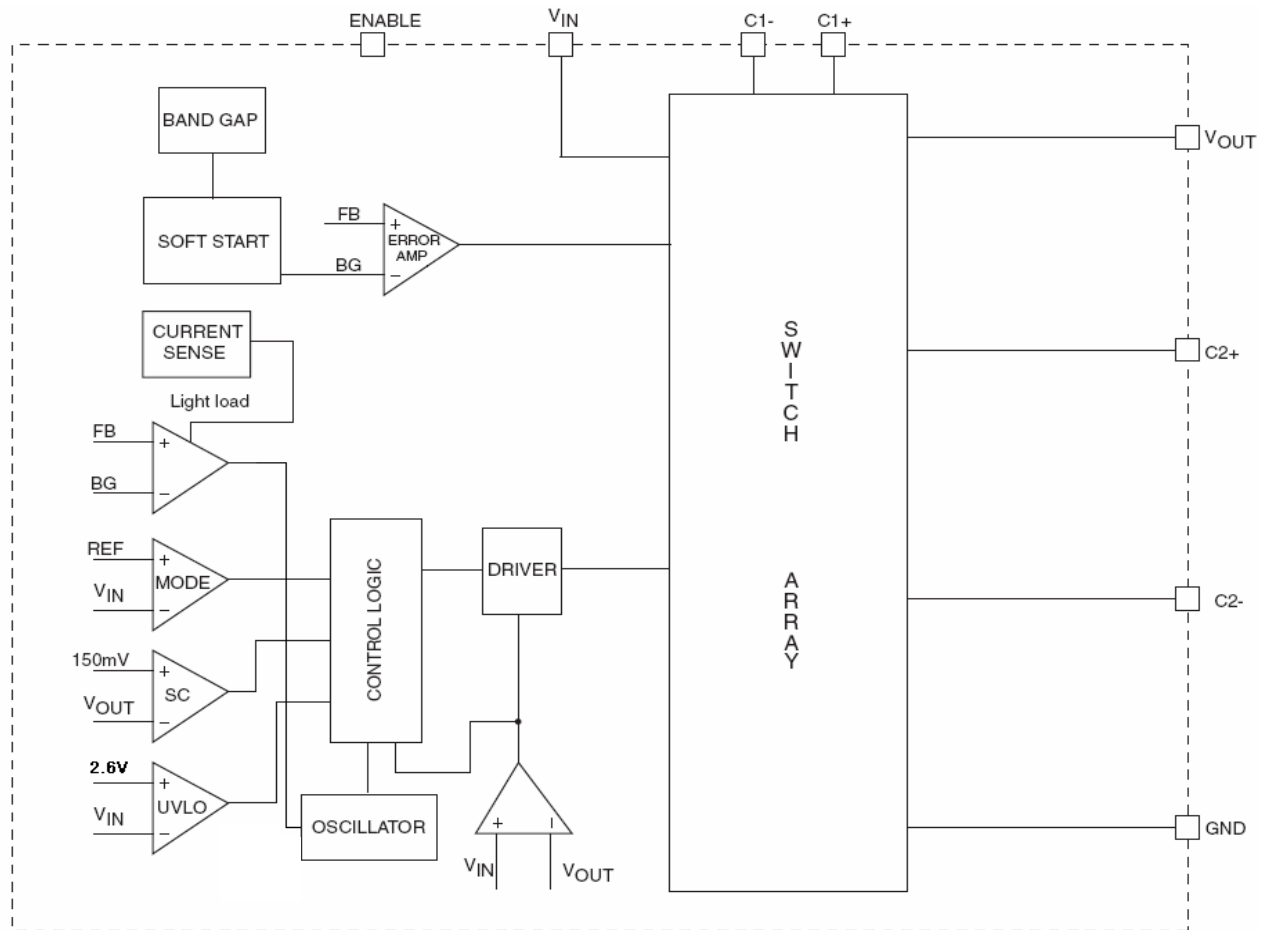 ENABLE
VIN
C1-
C1+
BAND GAP
VOUT
SOFT START
FB
+
ERROR
AMP
BG
−
CURRENT
SENSE
Light load
SWITCH
ARRAY
C2+
FB
+
BG
−
REF
+
MODE
VIN
−
CONTROL LOGIC
DRIVER
C2-
150mV
+
SC
VOUT
−
2.6V
+
UVLO
VIN
−
OSCILLATOR
+
−
VIN
VOUT
GND